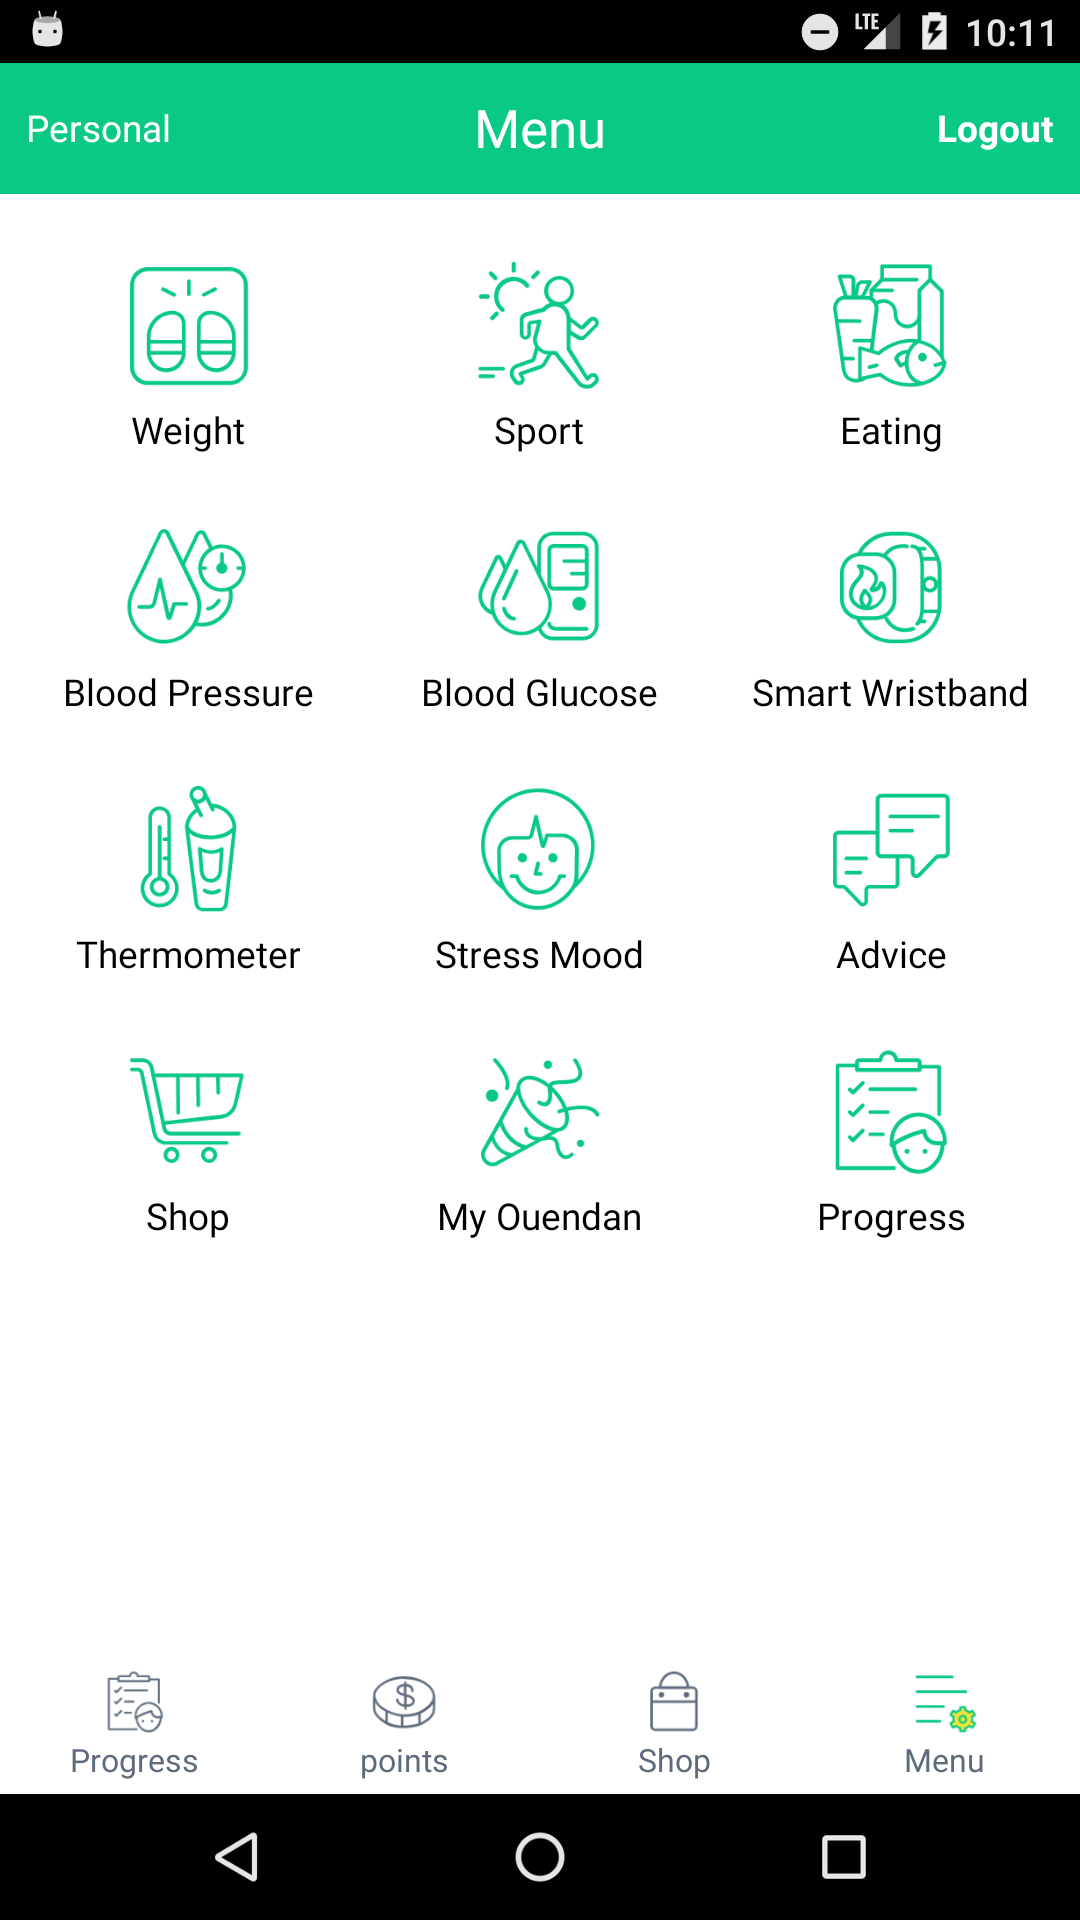 LTE 10:11
Personal Menu Logout
Weight Sport Eating
Blood Pressure Blood Glucose Smart Wristband
Thermometer Stress Mood Advice
Shop My Ouendan Progress
Progress points Shop Menu